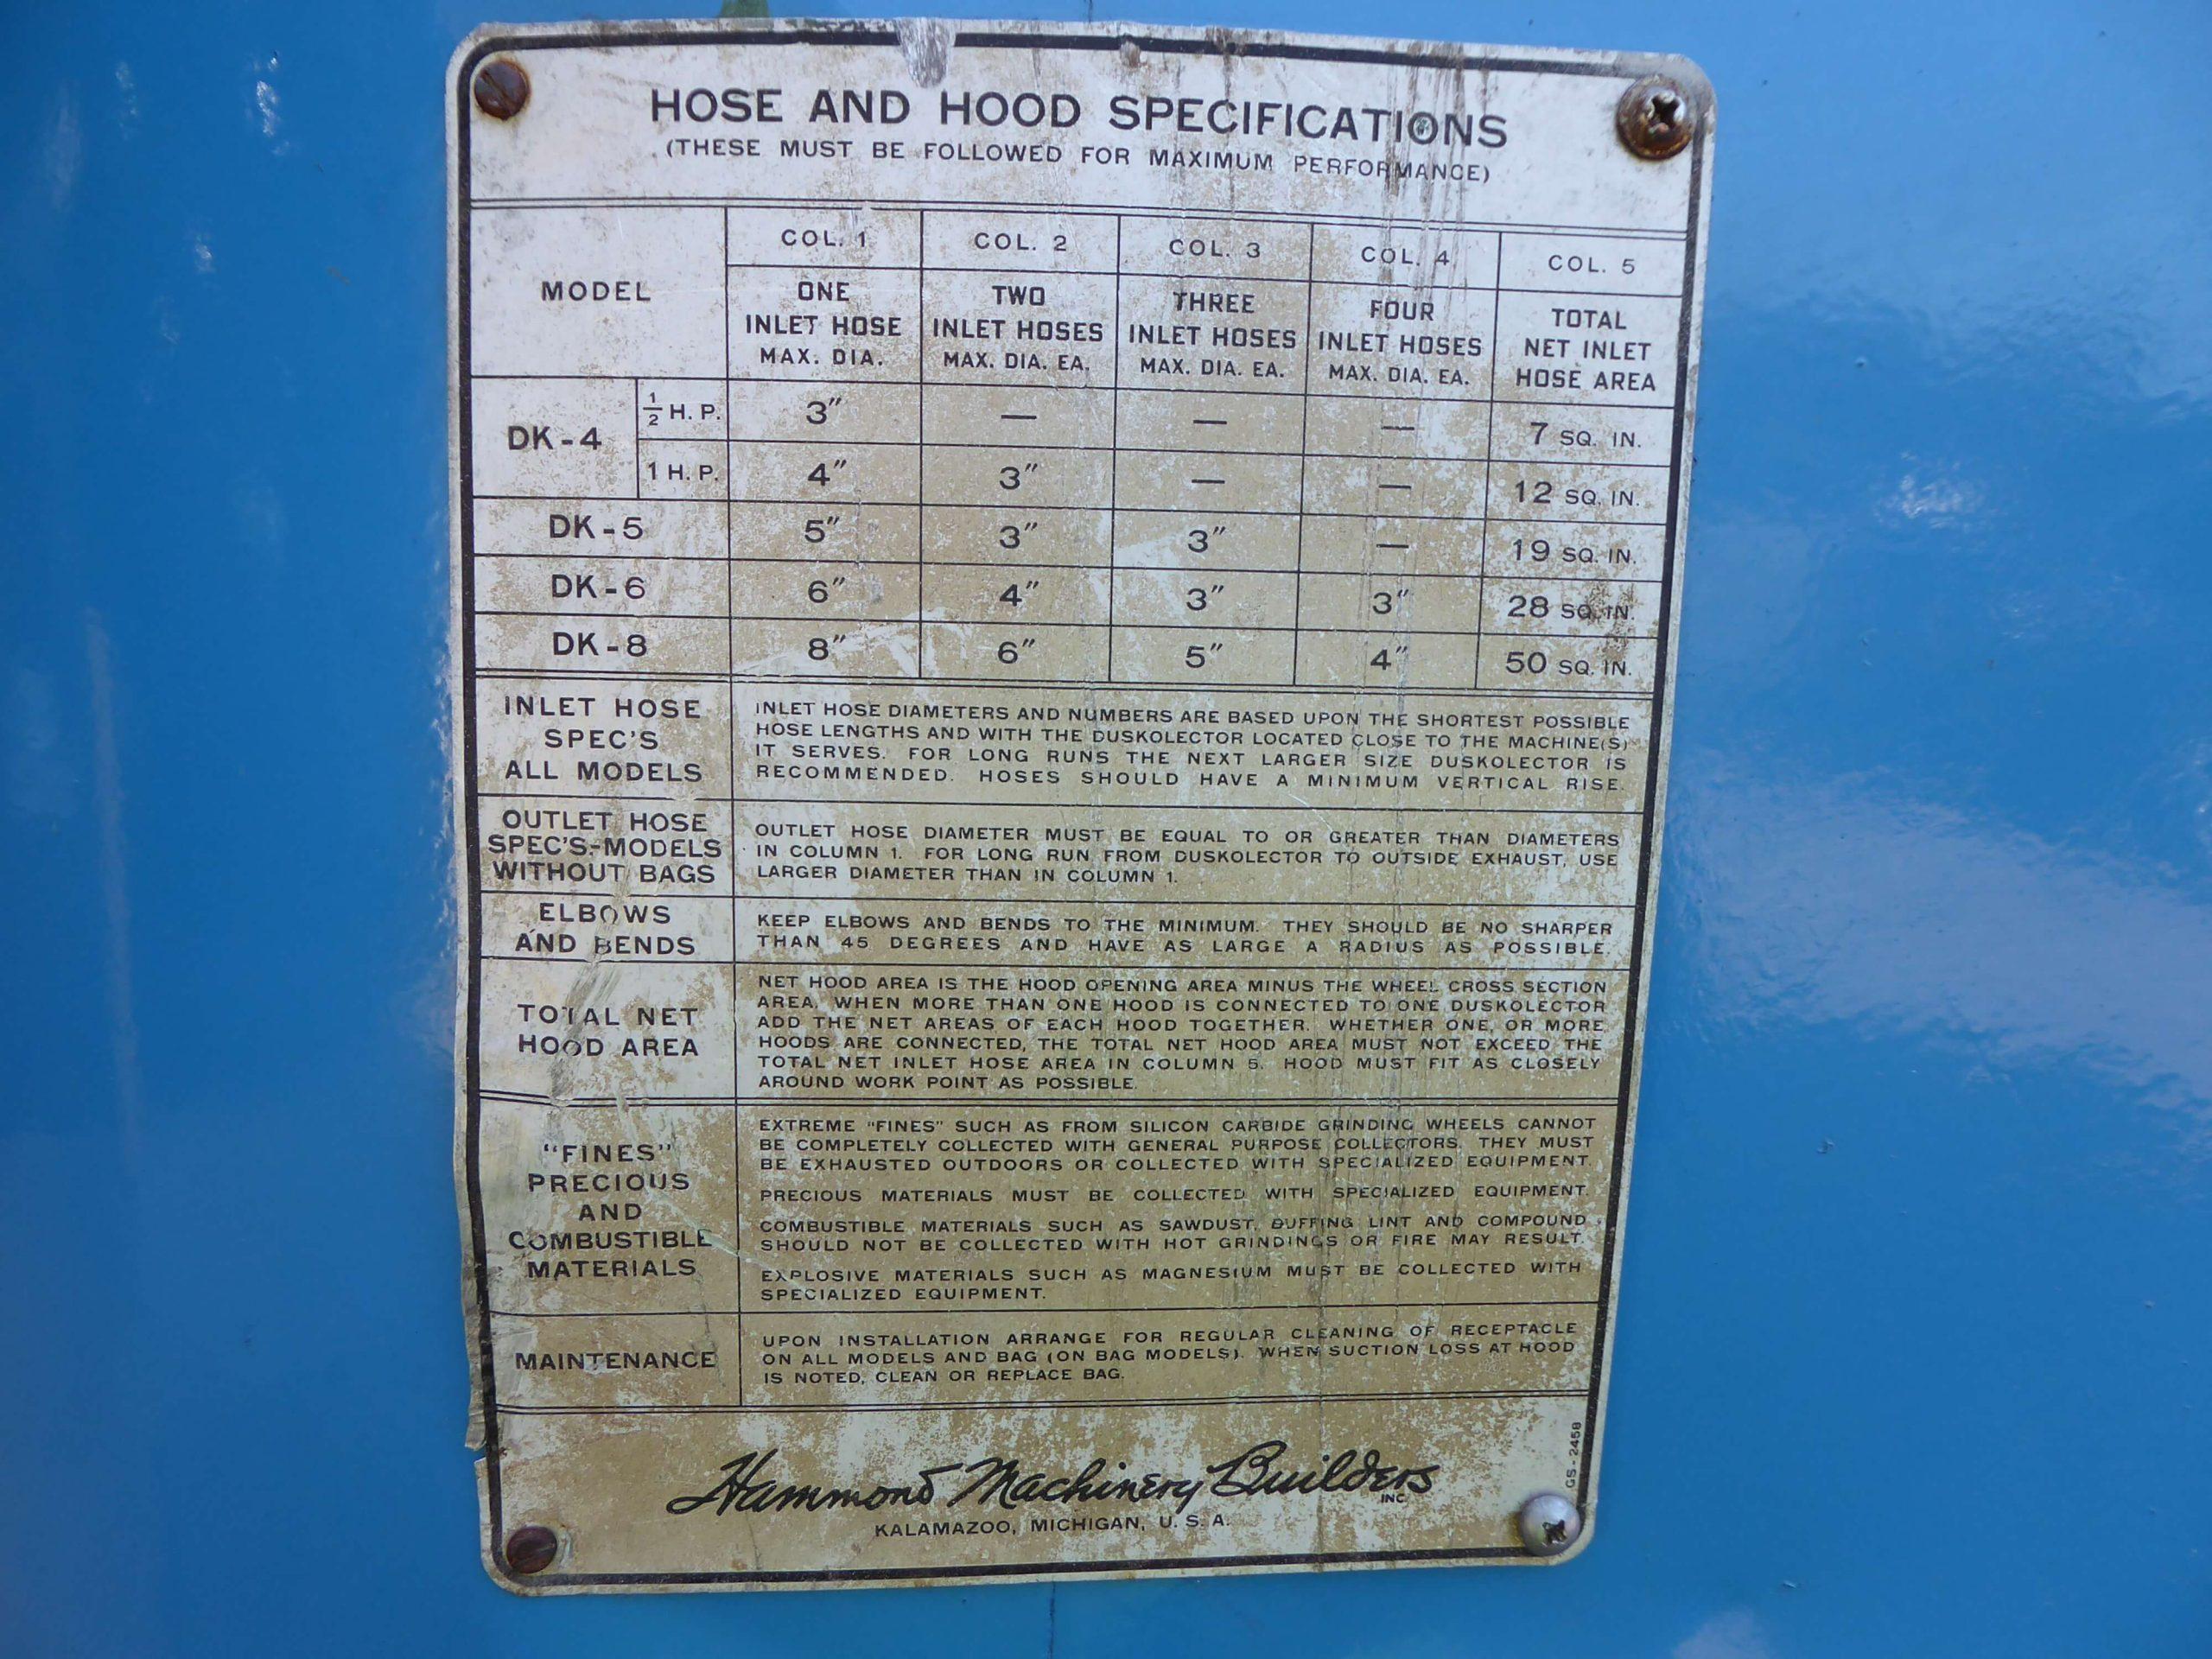 HOSE AND HOOD SPECIFICATIONS
(THESE MUST BE FOLLOWED FOR MAXIMUM PERFORMANCE)
MODEL
COL. 1 COL. 2 COL. 3 COL. 4 COL. 5
ONE INLET HOSE MAX. DIA.
TWO INLET HOSES MAX. DIA. EA.
THREE INLET HOSES MAX. DIA. EA.
FOUR INLET HOSES MAX. DIA. EA.
TOTAL NET INLET HOSE AREA
DK-4 ½ H. P. 3" — — — 7 SQ. IN.
1 H. P. 4" 3" — — 12 SQ. IN.
DK-5 5" 3" 3" — 19 SQ. IN.
DK-6 6" 4" 3" 3" 28 SQ. IN.
DK-8 8" 6" 5" 4" 50 SQ. IN.
INLET HOSE
SPEC'S
ALL MODELS
INLET HOSE DIAMETERS AND NUMBERS ARE BASED UPON THE SHORTEST POSSIBLE
HOSE LENGTHS AND WITH THE DUSKOLECTOR LOCATED CLOSE TO THE MACHINE(S)
IT SERVES. FOR LONG RUNS THE NEXT LARGER SIZE DUSKOLECTOR IS
RECOMMENDED. HOSES SHOULD HAVE A MINIMUM VERTICAL RISE.
OUTLET HOSE
SPEC'S.-MODELS
WITHOUT BAGS
OUTLET HOSE DIAMETER MUST BE EQUAL TO OR GREATER THAN DIAMETERS
IN COLUMN 1. FOR LONG RUN FROM DUSKOLECTOR TO OUTSIDE EXHAUST, USE
LARGER DIAMETER THAN IN COLUMN 1.
ELBOWS
AND BENDS
KEEP ELBOWS AND BENDS TO THE MINIMUM. THEY SHOULD BE NO SHARPER
THAN 45 DEGREES AND HAVE AS LARGE A RADIUS AS POSSIBLE.
TOTAL NET
HOOD AREA
NET HOOD AREA IS THE HOOD OPENING AREA MINUS THE WHEEL CROSS SECTION
AREA. WHEN MORE THAN ONE HOOD IS CONNECTED TO ONE DUSKOLECTOR
ADD THE NET AREAS OF EACH HOOD TOGETHER. WHETHER ONE, OR MORE
HOODS ARE CONNECTED, THE TOTAL NET HOOD AREA MUST NOT EXCEED THE
TOTAL NET INLET HOSE AREA IN COLUMN 5. HOOD MUST FIT AS CLOSELY
AROUND WORK POINT AS POSSIBLE.
"FINES"
PRECIOUS
AND
COMBUSTIBLE
MATERIALS
EXTREME "FINES" SUCH AS FROM SILICON CARBIDE GRINDING WHEELS CANNOT
BE COMPLETELY COLLECTED WITH GENERAL PURPOSE COLLECTORS. THEY MUST
BE EXHAUSTED OUTDOORS OR COLLECTED WITH SPECIALIZED EQUIPMENT.
PRECIOUS MATERIALS MUST BE COLLECTED WITH SPECIALIZED EQUIPMENT.
COMBUSTIBLE MATERIALS SUCH AS SAWDUST, BUFFING LINT AND COMPOUND
SHOULD NOT BE COLLECTED WITH HOT GRINDINGS OR FIRE MAY RESULT.
EXPLOSIVE MATERIALS SUCH AS MAGNESIUM MUST BE COLLECTED WITH
SPECIALIZED EQUIPMENT.
MAINTENANCE
UPON INSTALLATION ARRANGE FOR REGULAR CLEANING OF RECEPTACLE
ON ALL MODELS AND BAG (ON BAG MODELS). WHEN SUCTION LOSS AT HOOD
IS NOTED, CLEAN OR REPLACE BAG.
Hammond Machinery Builders INC.
KALAMAZOO, MICHIGAN, U. S. A.
GS-2458